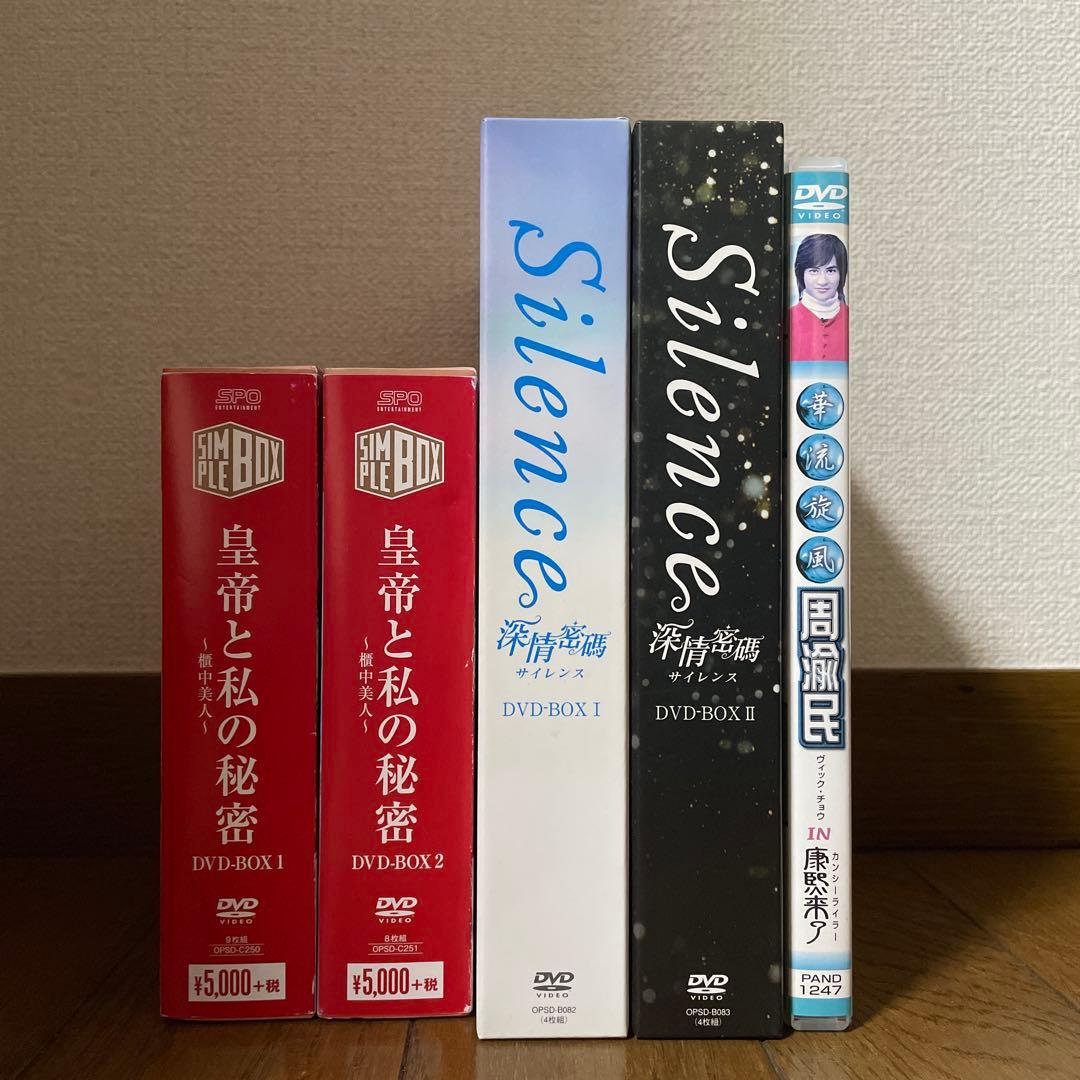 SPO
ENTERTAINMENT
SIMPLE BOX
皇帝と私の秘密
～櫃中美人～
DVD-BOX 1
DVD
VIDEO
9枚組
OPSD-C250
¥5,000+税
SPO
ENTERTAINMENT
SIMPLE BOX
皇帝と私の秘密
～櫃中美人～
DVD-BOX 2
DVD
VIDEO
8枚組
OPSD-C251
¥5,000+税
Silence
深情密碼
サイレンス
DVD-BOX I
DVD
VIDEO
OPSD-B082
(4枚組)
Silence
深情密碼
サイレンス
DVD-BOX II
DVD
VIDEO
OPSD-B083
(4枚組)
DVD
VIDEO
華流旋風
周渝民
ヴィック・チョウ
IN
康熙来了
カンシーライラー
PAND
1247